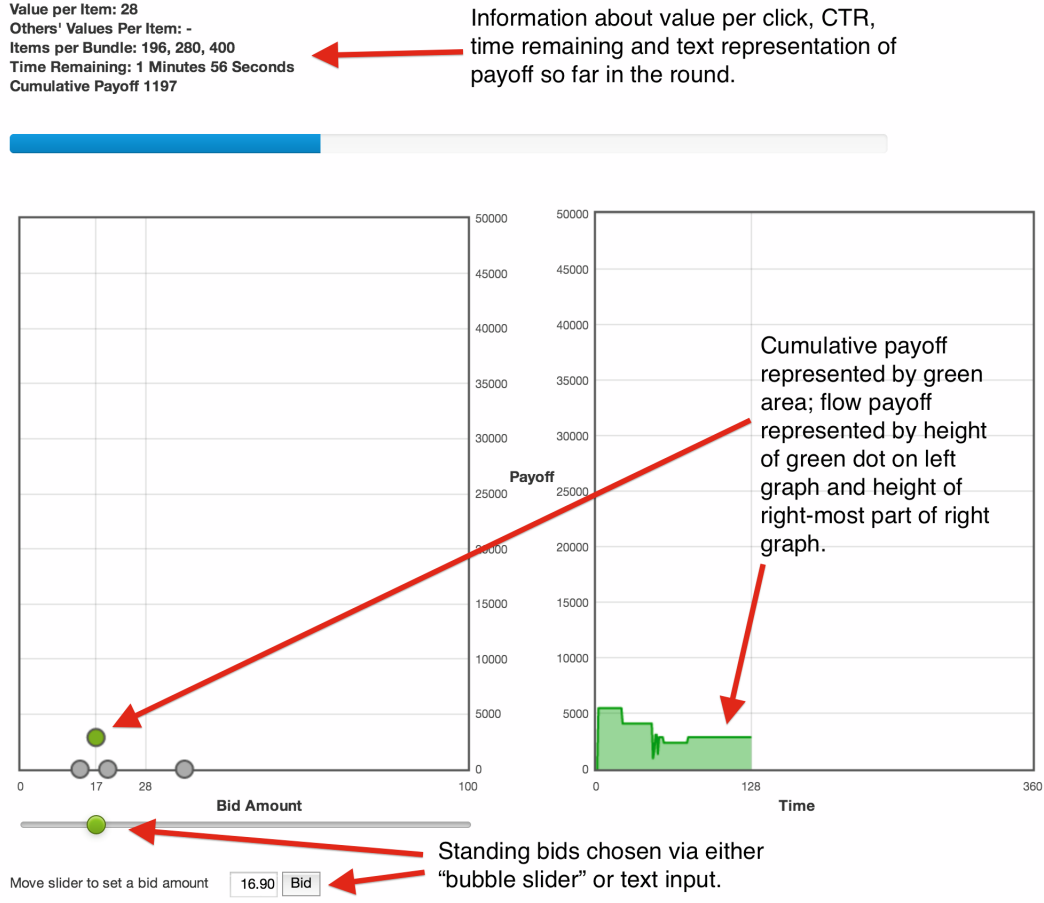 Value per Item: 28
Others' Values Per Item: -
Items per Bundle: 196, 280, 400
Time Remaining: 1 Minutes 56 Seconds
Cumulative Payoff 1197
Information about value per click, CTR,
time remaining and text representation of
payoff so far in the round.
50000
45000
40000
35000
30000
25000
20000
15000
10000
5000
0
0
17
28
100
Bid Amount
Payoff
50000
45000
40000
35000
30000
25000
20000
15000
10000
5000
0
0
128
360
Time
Cumulative payoff
represented by green
area; flow payoff
represented by height
of green dot on left
graph and height of
right-most part of right
graph.
Move slider to set a bid amount
16.90
Bid
Standing bids chosen via either
“bubble slider” or text input.